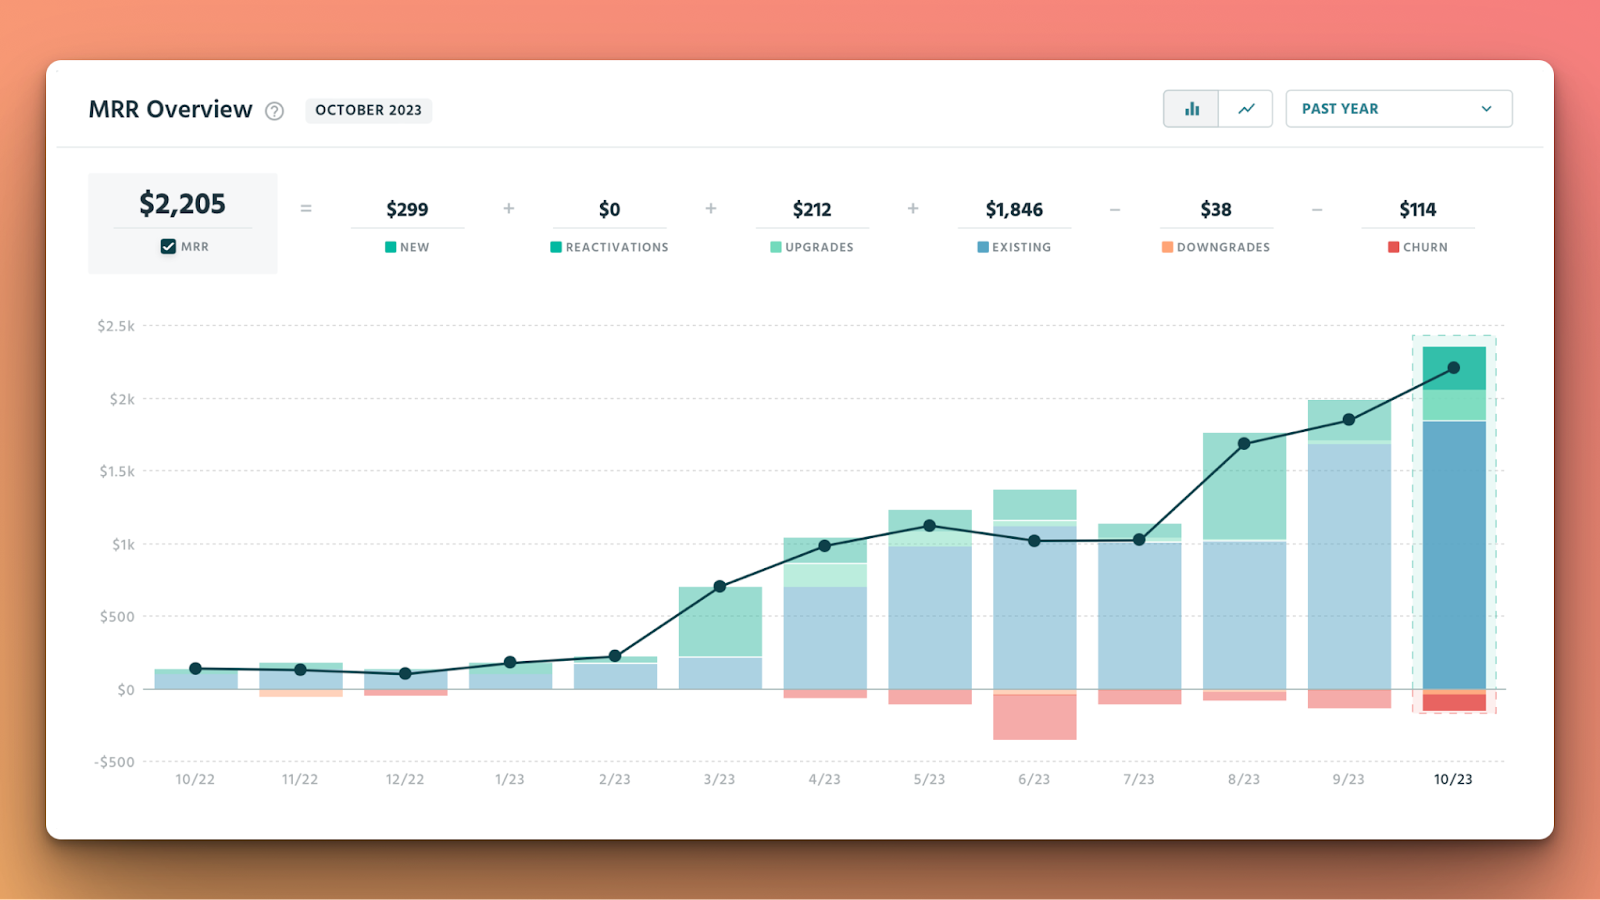 MRR Overview ? OCTOBER 2023 PAST YEAR
$2,205 = $299 + $0 + $212 + $1,846 – $38 – $114
MRR NEW REACTIVATIONS UPGRADES EXISTING DOWNGRADES CHURN
$2.5k
$2k
$1.5k
$1k
$500
$0
-$500
10/22 11/22 12/22 1/23 2/23 3/23 4/23 5/23 6/23 7/23 8/23 9/23 10/23